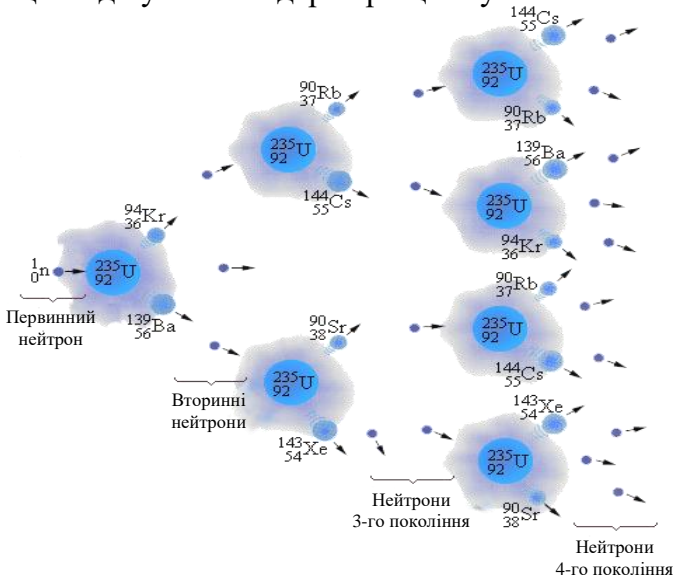 ¹⁴⁴₅₅Cs
²³⁵₉₂U
⁹⁰₃₇Rb
⁹⁰₃₇Rb
²³⁵₉₂U
¹⁴⁴₅₅Cs
¹³⁹₅₆Ba
²³⁵₉₂U
⁹⁴₃₆Kr
⁹⁴₃₆Kr
¹₀n
²³⁵₉₂U
¹³⁹₅₆Ba
Первинний
нейтрон
⁹⁰₃₇Rb
²³⁵₉₂U
¹⁴⁴₅₅Cs
⁹⁰₃₈Sr
²³⁵₉₂U
¹⁴³₅₄Xe
Вторинні
нейтрони
¹⁴³₅₄Xe
²³⁵₉₂U
⁹⁰₃₈Sr
Нейтрони
3-го покоління
Нейтрони
4-го покоління